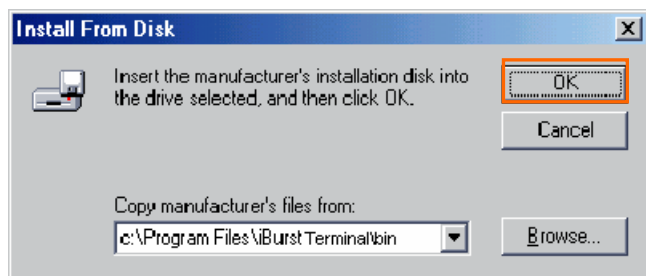 Install From Disk
Insert the manufacturer's installation disk into
the drive selected, and then click OK.
OK
Cancel
Copy manufacturer's files from:
c:\Program Files\iBurst Terminal\bin
Browse...